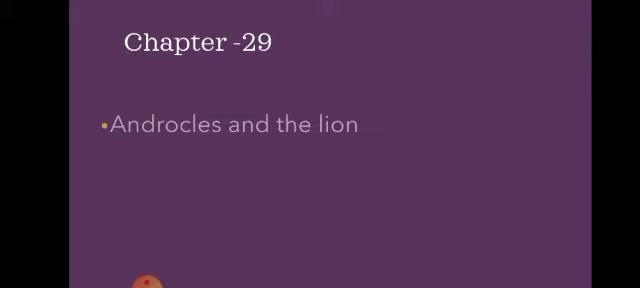 Chapter -29
•Androcles and the lion